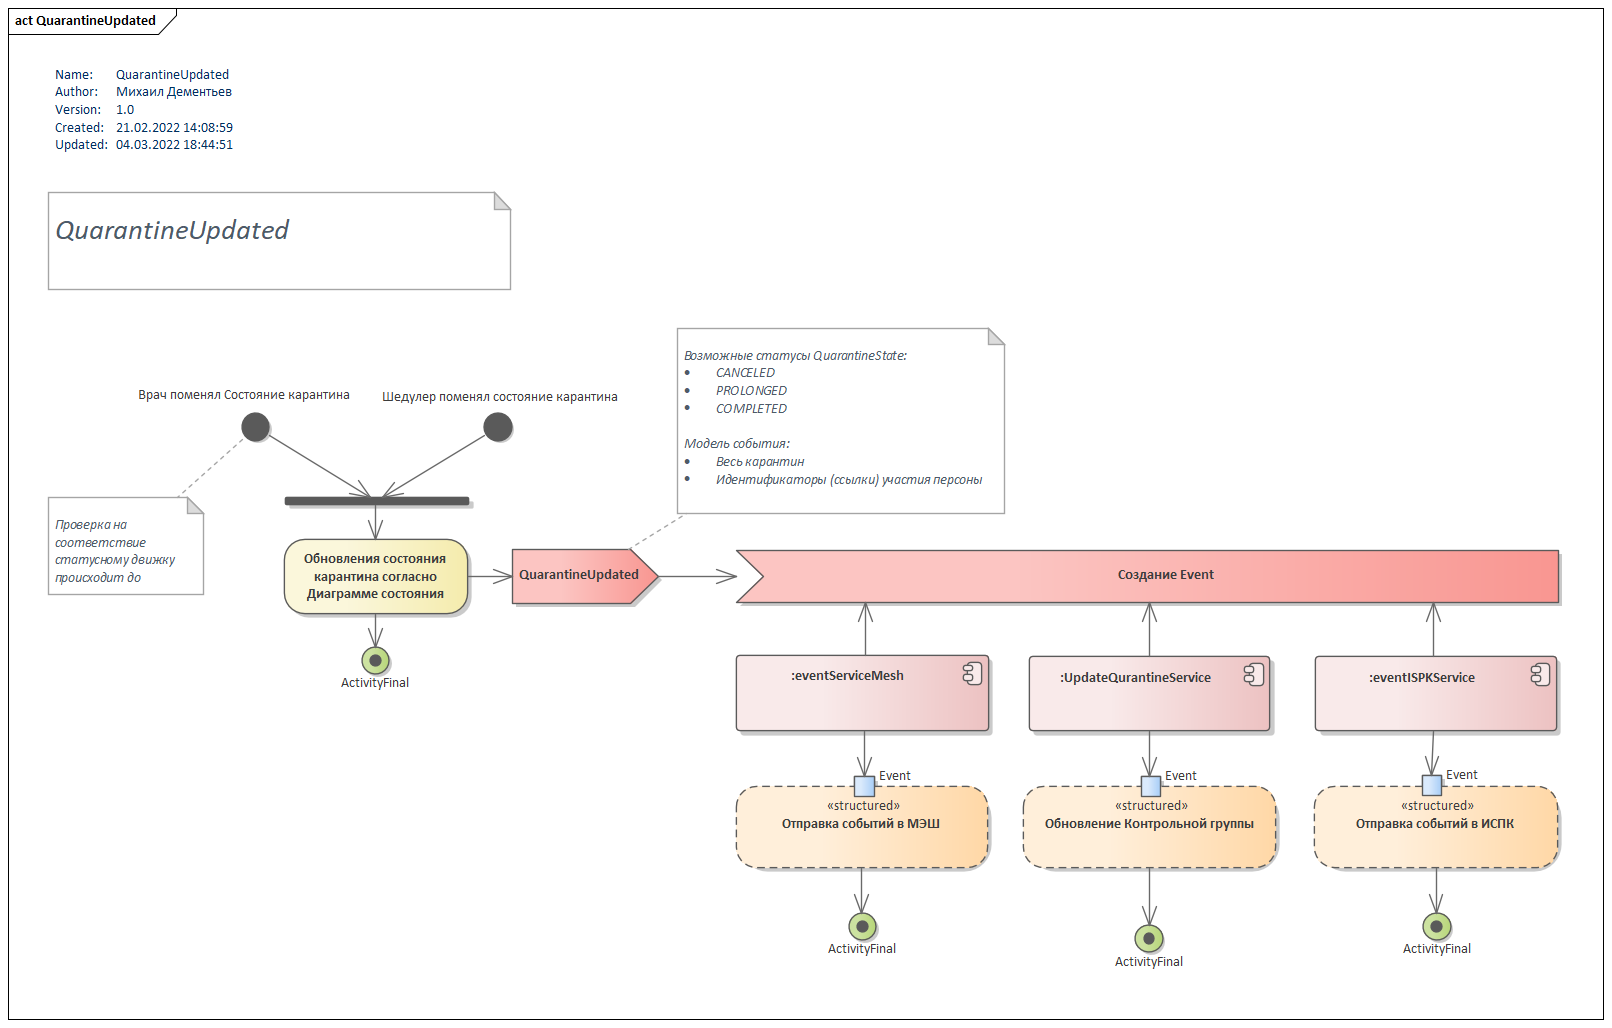 act QuarantineUpdated
Name: QuarantineUpdated
Author: Михаил Дементьев
Version: 1.0
Created: 21.02.2022 14:08:59
Updated: 04.03.2022 18:44:51
QuarantineUpdated
Возможные статусы QuarantineState:
• CANCELED
• PROLONGED
• COMPLETED
Модель события:
• Весь карантин
• Идентификаторы (ссылки) участия персоны
Врач поменял Состояние карантина
Шедулер поменял состояние карантина
Проверка на
соответствие
статусному движку
происходит до
Обновления состояния
карантина согласно
Диаграмме состояния
QuarantineUpdated
Создание Event
ActivityFinal
:eventServiceMesh
:UpdateQurantineService
:eventISPKService
Event
Event
Event
«structured»
Отправка событий в МЭШ
«structured»
Обновление Контрольной группы
«structured»
Отправка событий в ИСПК
ActivityFinal
ActivityFinal
ActivityFinal